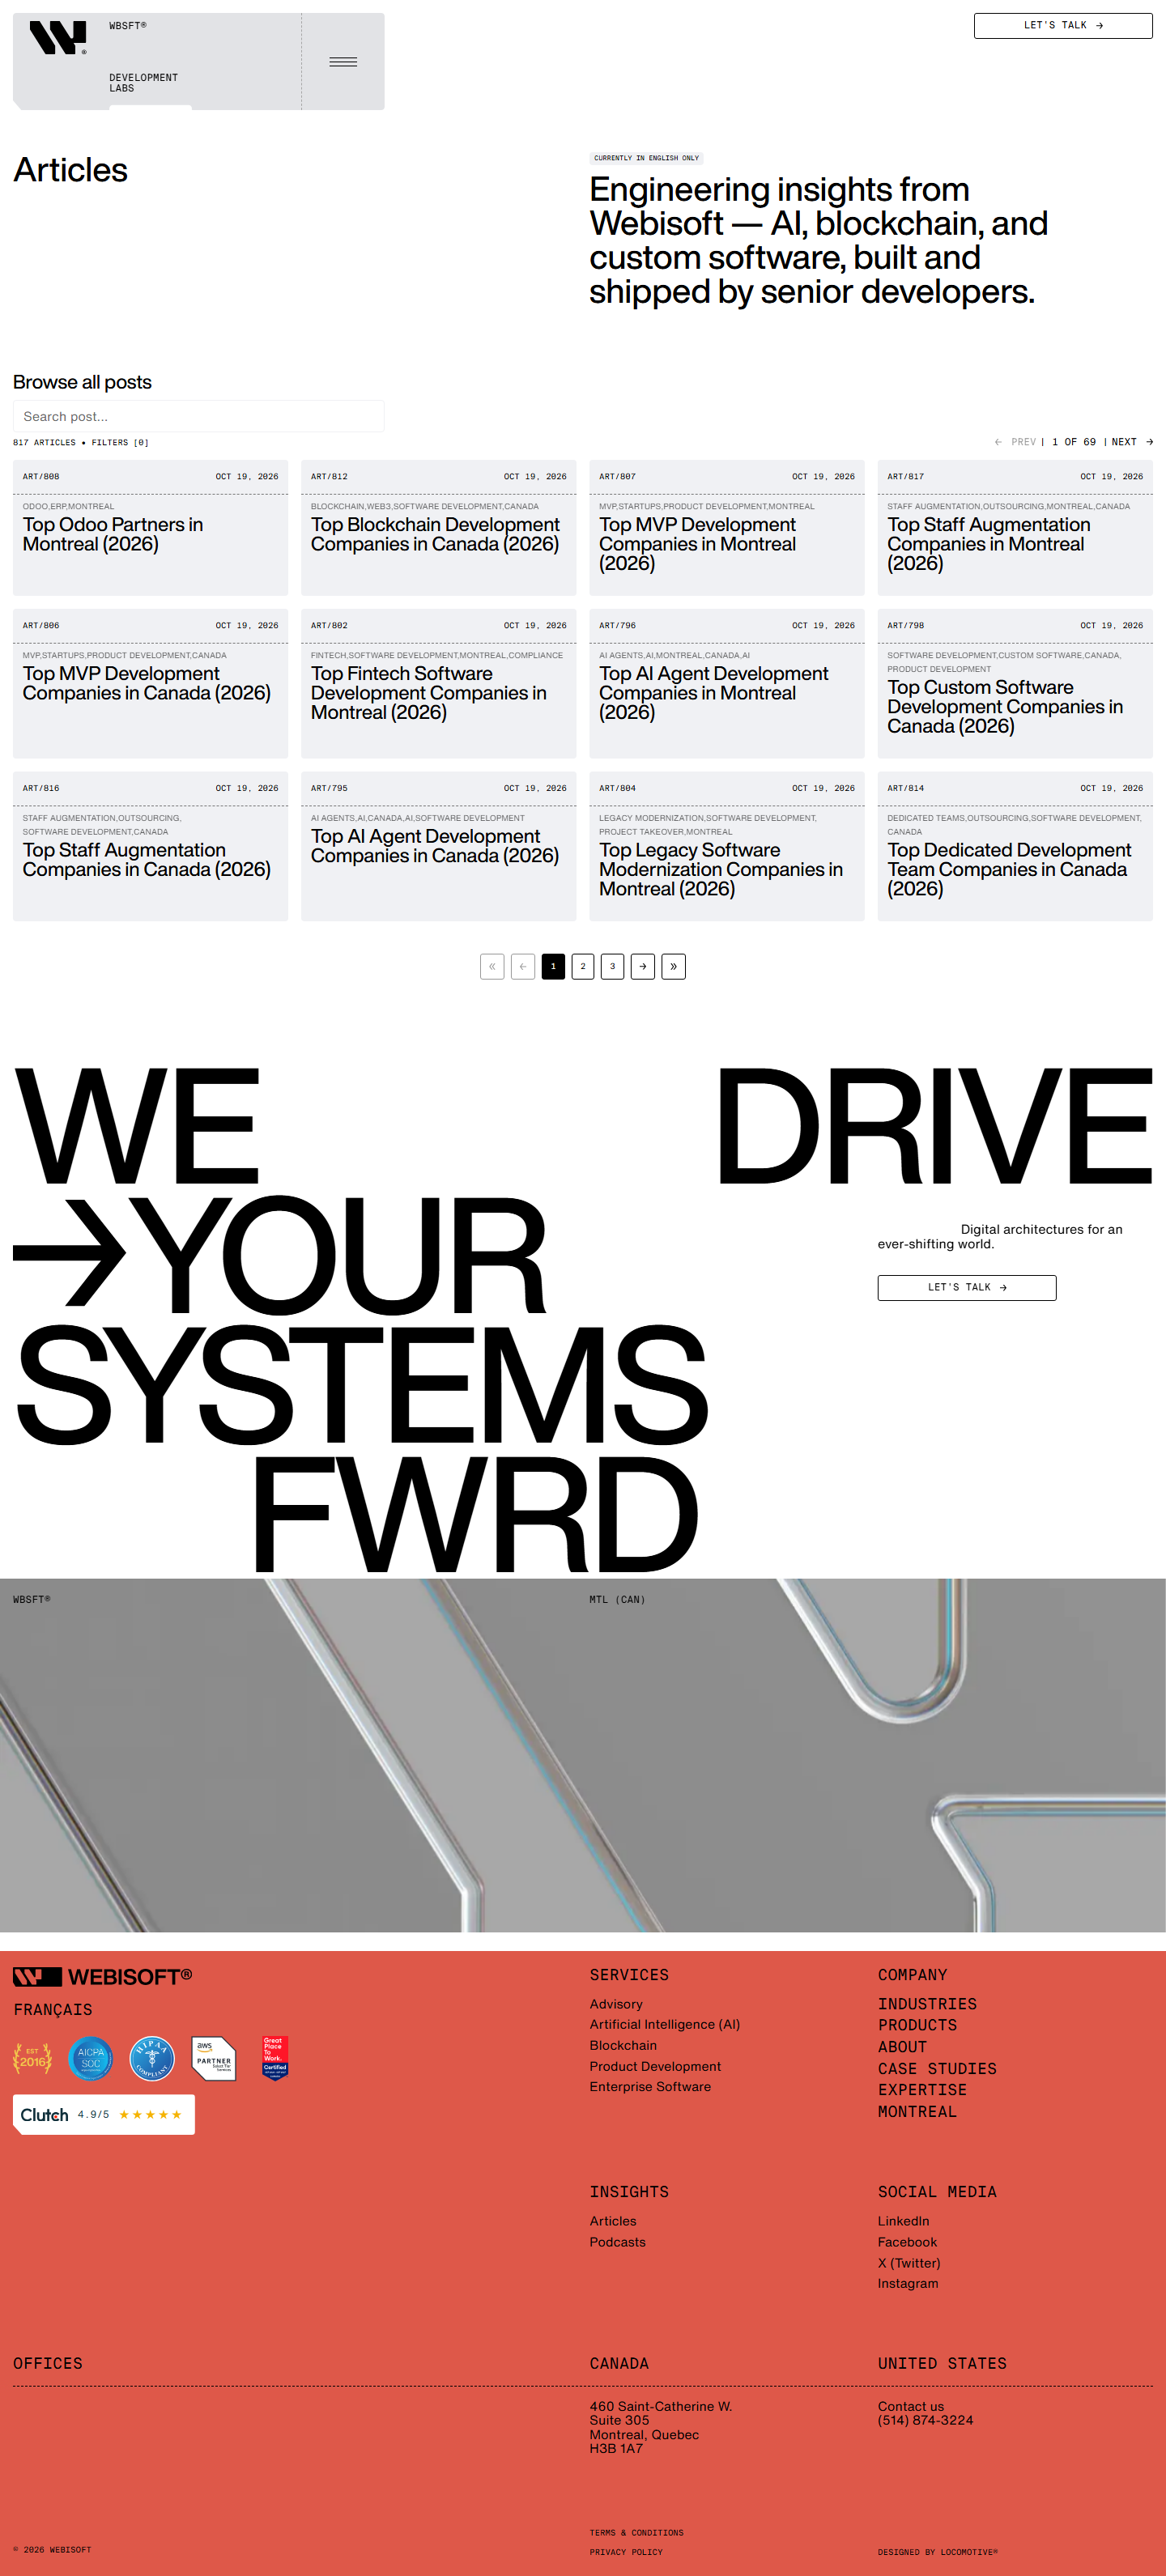 WBSFT®
DEVELOPMENT
LABS
LET'S TALK →
Articles
CURRENTLY IN ENGLISH ONLY
Engineering insights from
Webisoft — AI, blockchain, and
custom software, built and
shipped by senior developers.
Browse all posts
Search post...
817 ARTICLES • FILTERS [0]
← PREV | 1 OF 69 | NEXT →
ART/808 OCT 19, 2026
ODOO,ERP,MONTREAL
Top Odoo Partners in
Montreal (2026)
ART/812 OCT 19, 2026
BLOCKCHAIN,WEB3,SOFTWARE DEVELOPMENT,CANADA
Top Blockchain Development
Companies in Canada (2026)
ART/807 OCT 19, 2026
MVP,STARTUPS,PRODUCT DEVELOPMENT,MONTREAL
Top MVP Development
Companies in Montreal
(2026)
ART/817 OCT 19, 2026
STAFF AUGMENTATION,OUTSOURCING,MONTREAL,CANADA
Top Staff Augmentation
Companies in Montreal
(2026)
ART/806 OCT 19, 2026
MVP,STARTUPS,PRODUCT DEVELOPMENT,CANADA
Top MVP Development
Companies in Canada (2026)
ART/802 OCT 19, 2026
FINTECH,SOFTWARE DEVELOPMENT,MONTREAL,COMPLIANCE
Top Fintech Software
Development Companies in
Montreal (2026)
ART/796 OCT 19, 2026
AI AGENTS,AI,MONTREAL,CANADA,AI
Top AI Agent Development
Companies in Montreal
(2026)
ART/798 OCT 19, 2026
SOFTWARE DEVELOPMENT,CUSTOM SOFTWARE,CANADA,
PRODUCT DEVELOPMENT
Top Custom Software
Development Companies in
Canada (2026)
ART/816 OCT 19, 2026
STAFF AUGMENTATION,OUTSOURCING,
SOFTWARE DEVELOPMENT,CANADA
Top Staff Augmentation
Companies in Canada (2026)
ART/795 OCT 19, 2026
AI AGENTS,AI,CANADA,AI,SOFTWARE DEVELOPMENT
Top AI Agent Development
Companies in Canada (2026)
ART/804 OCT 19, 2026
LEGACY MODERNIZATION,SOFTWARE DEVELOPMENT,
PROJECT TAKEOVER,MONTREAL
Top Legacy Software
Modernization Companies in
Montreal (2026)
ART/814 OCT 19, 2026
DEDICATED TEAMS,OUTSOURCING,SOFTWARE DEVELOPMENT,
CANADA
Top Dedicated Development
Team Companies in Canada
(2026)
« ← 1 2 3 → »
WE DRIVE
→YOUR
SYSTEMS
FWRD
Digital architectures for an
ever-shifting world.
LET'S TALK →
WBSFT®
MTL (CAN)
WEBISOFT®
FRANÇAIS
EST
2016
AICPA
SOC
HIPAA
COMPLIANT
aws
PARTNER
Select Tier
Services
Great
Place
To
Work.
Certified
Clutch 4.9/5 ★★★★★
SERVICES
Advisory
Artificial Intelligence (AI)
Blockchain
Product Development
Enterprise Software
COMPANY
INDUSTRIES
PRODUCTS
ABOUT
CASE STUDIES
EXPERTISE
MONTREAL
INSIGHTS
Articles
Podcasts
SOCIAL MEDIA
LinkedIn
Facebook
X (Twitter)
Instagram
OFFICES
CANADA
460 Saint-Catherine W.
Suite 305
Montreal, Quebec
H3B 1A7
UNITED STATES
Contact us
(514) 874-3224
© 2026 WEBISOFT
TERMS & CONDITIONS
PRIVACY POLICY
DESIGNED BY LOCOMOTIVE®